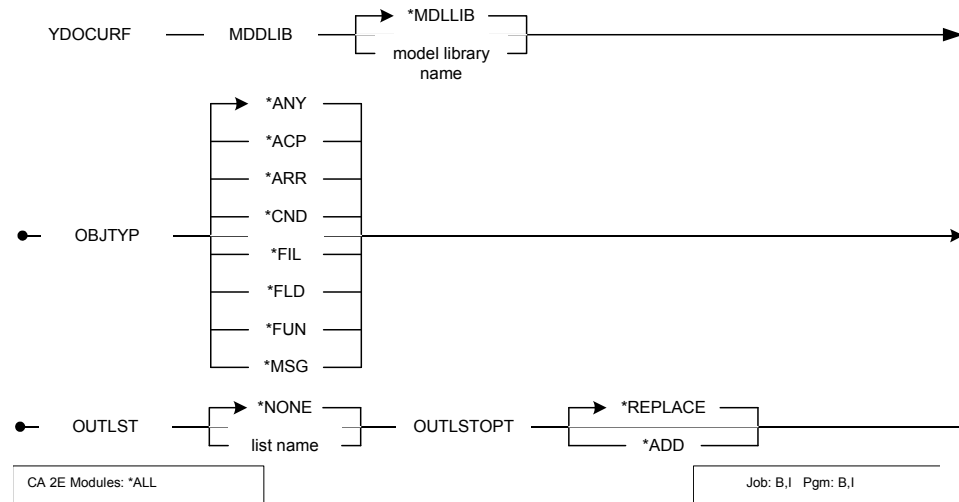 *MDLLIB
YDOCURF MDDLIB
model library
name
*ANY
*ACP
*ARR
*CND
OBJTYP
*FIL
*FLD
*FUN
*MSG
*NONE *REPLACE
OUTLST OUTLSTOPT
list name *ADD
CA 2E Modules: *ALL Job: B,I Pgm: B,I